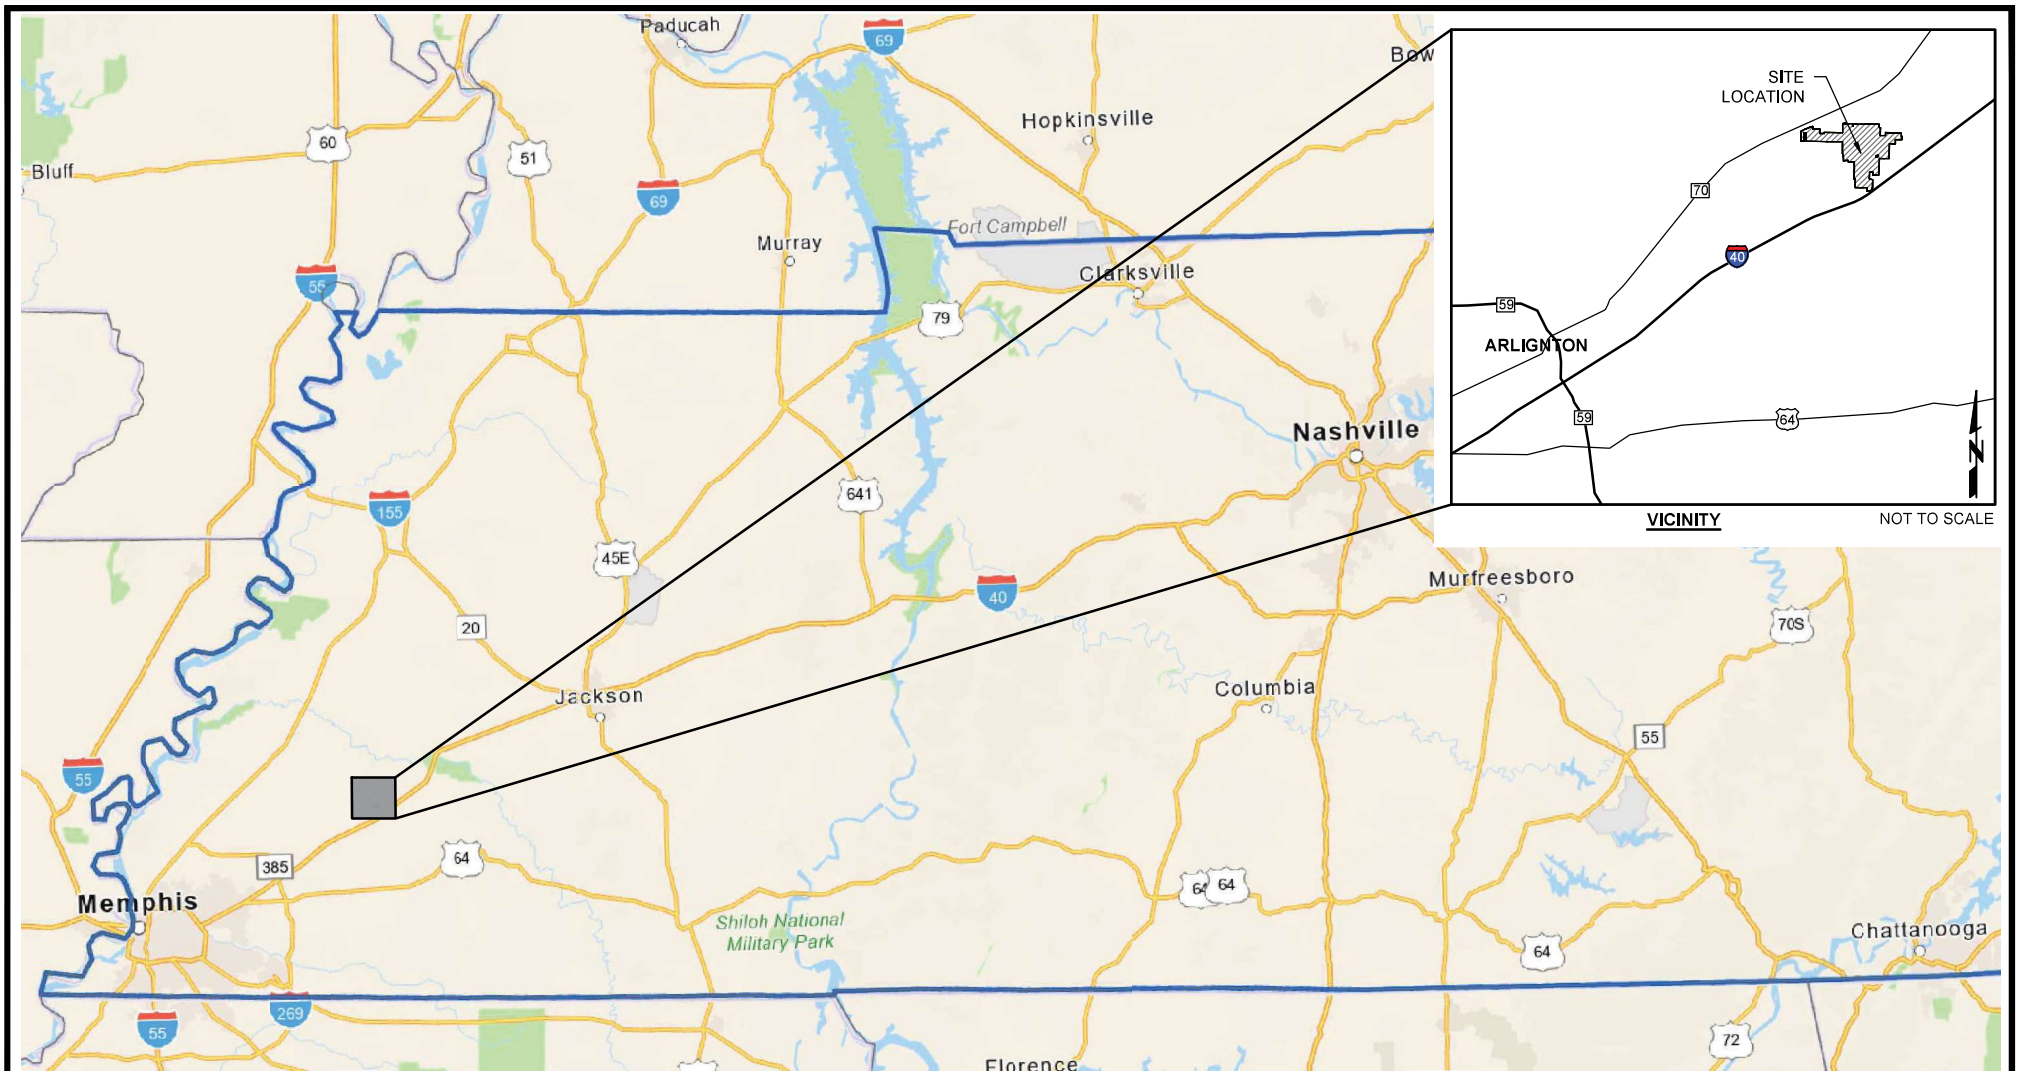 Paducah
69
Bow
60
51
Bluff
Hopkinsville
69
Murray
Fort Campbell
55
Clarksville
79
Nashville
155
641
45E
40
20
Murfreesboro
70S
Jackson
Columbia
55
55
385
64
64
64
Memphis
Shiloh National
Military Park
64
Chattanooga
269
55
72
Florence
SITE
LOCATION
70
40
59
ARLIGNTON
59
64
N
VICINITY
NOT TO SCALE